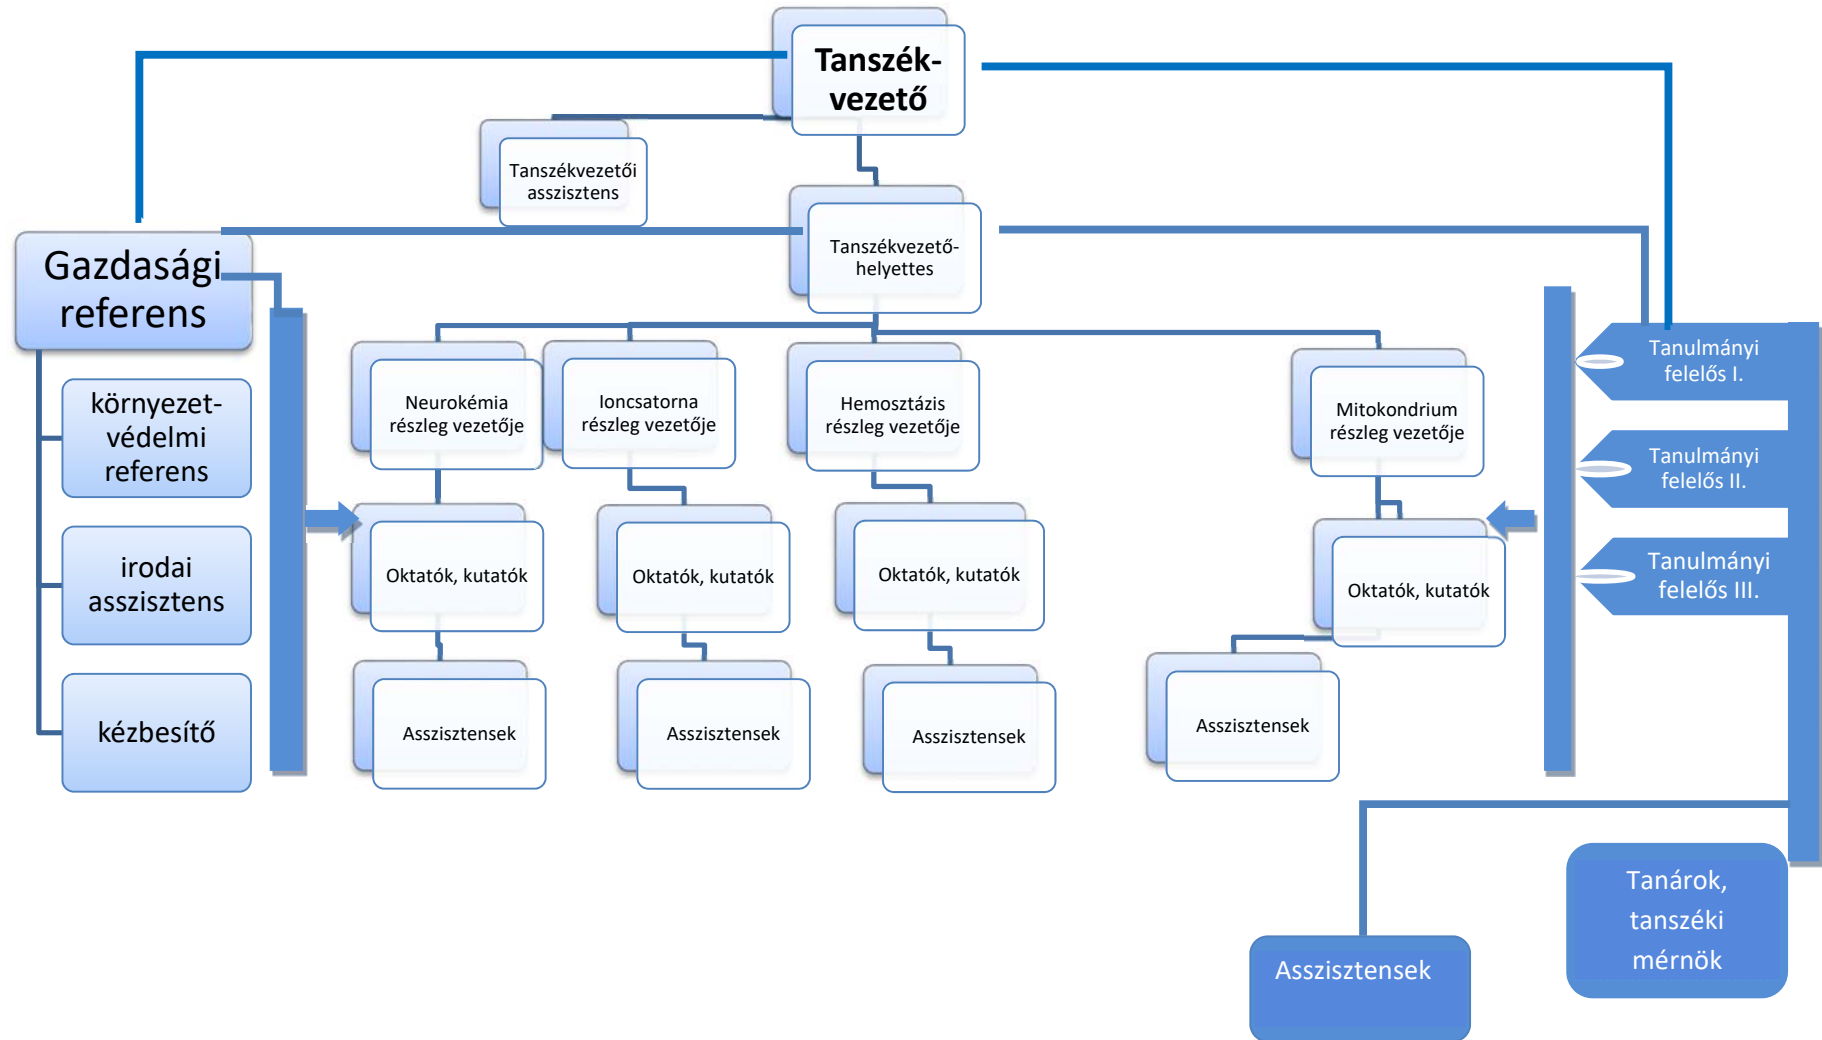 Tanszék-
vezető
Tanszékvezetői
asszisztens
Tanszékvezető-
helyettes
Gazdasági
referens
környezet-
védelmi
referens
irodai
asszisztens
kézbesítő
Neurokémia
részleg vezetője
Ioncsatorna
részleg vezetője
Hemosztázis
részleg vezetője
Mitokondrium
részleg vezetője
Oktatók, kutatók
Oktatók, kutatók
Oktatók, kutatók
Oktatók, kutatók
Asszisztensek
Asszisztensek
Asszisztensek
Asszisztensek
Tanulmányi
felelős I.
Tanulmányi
felelős II.
Tanulmányi
felelős III.
Tanárok,
tanszéki
mérnök
Asszisztensek